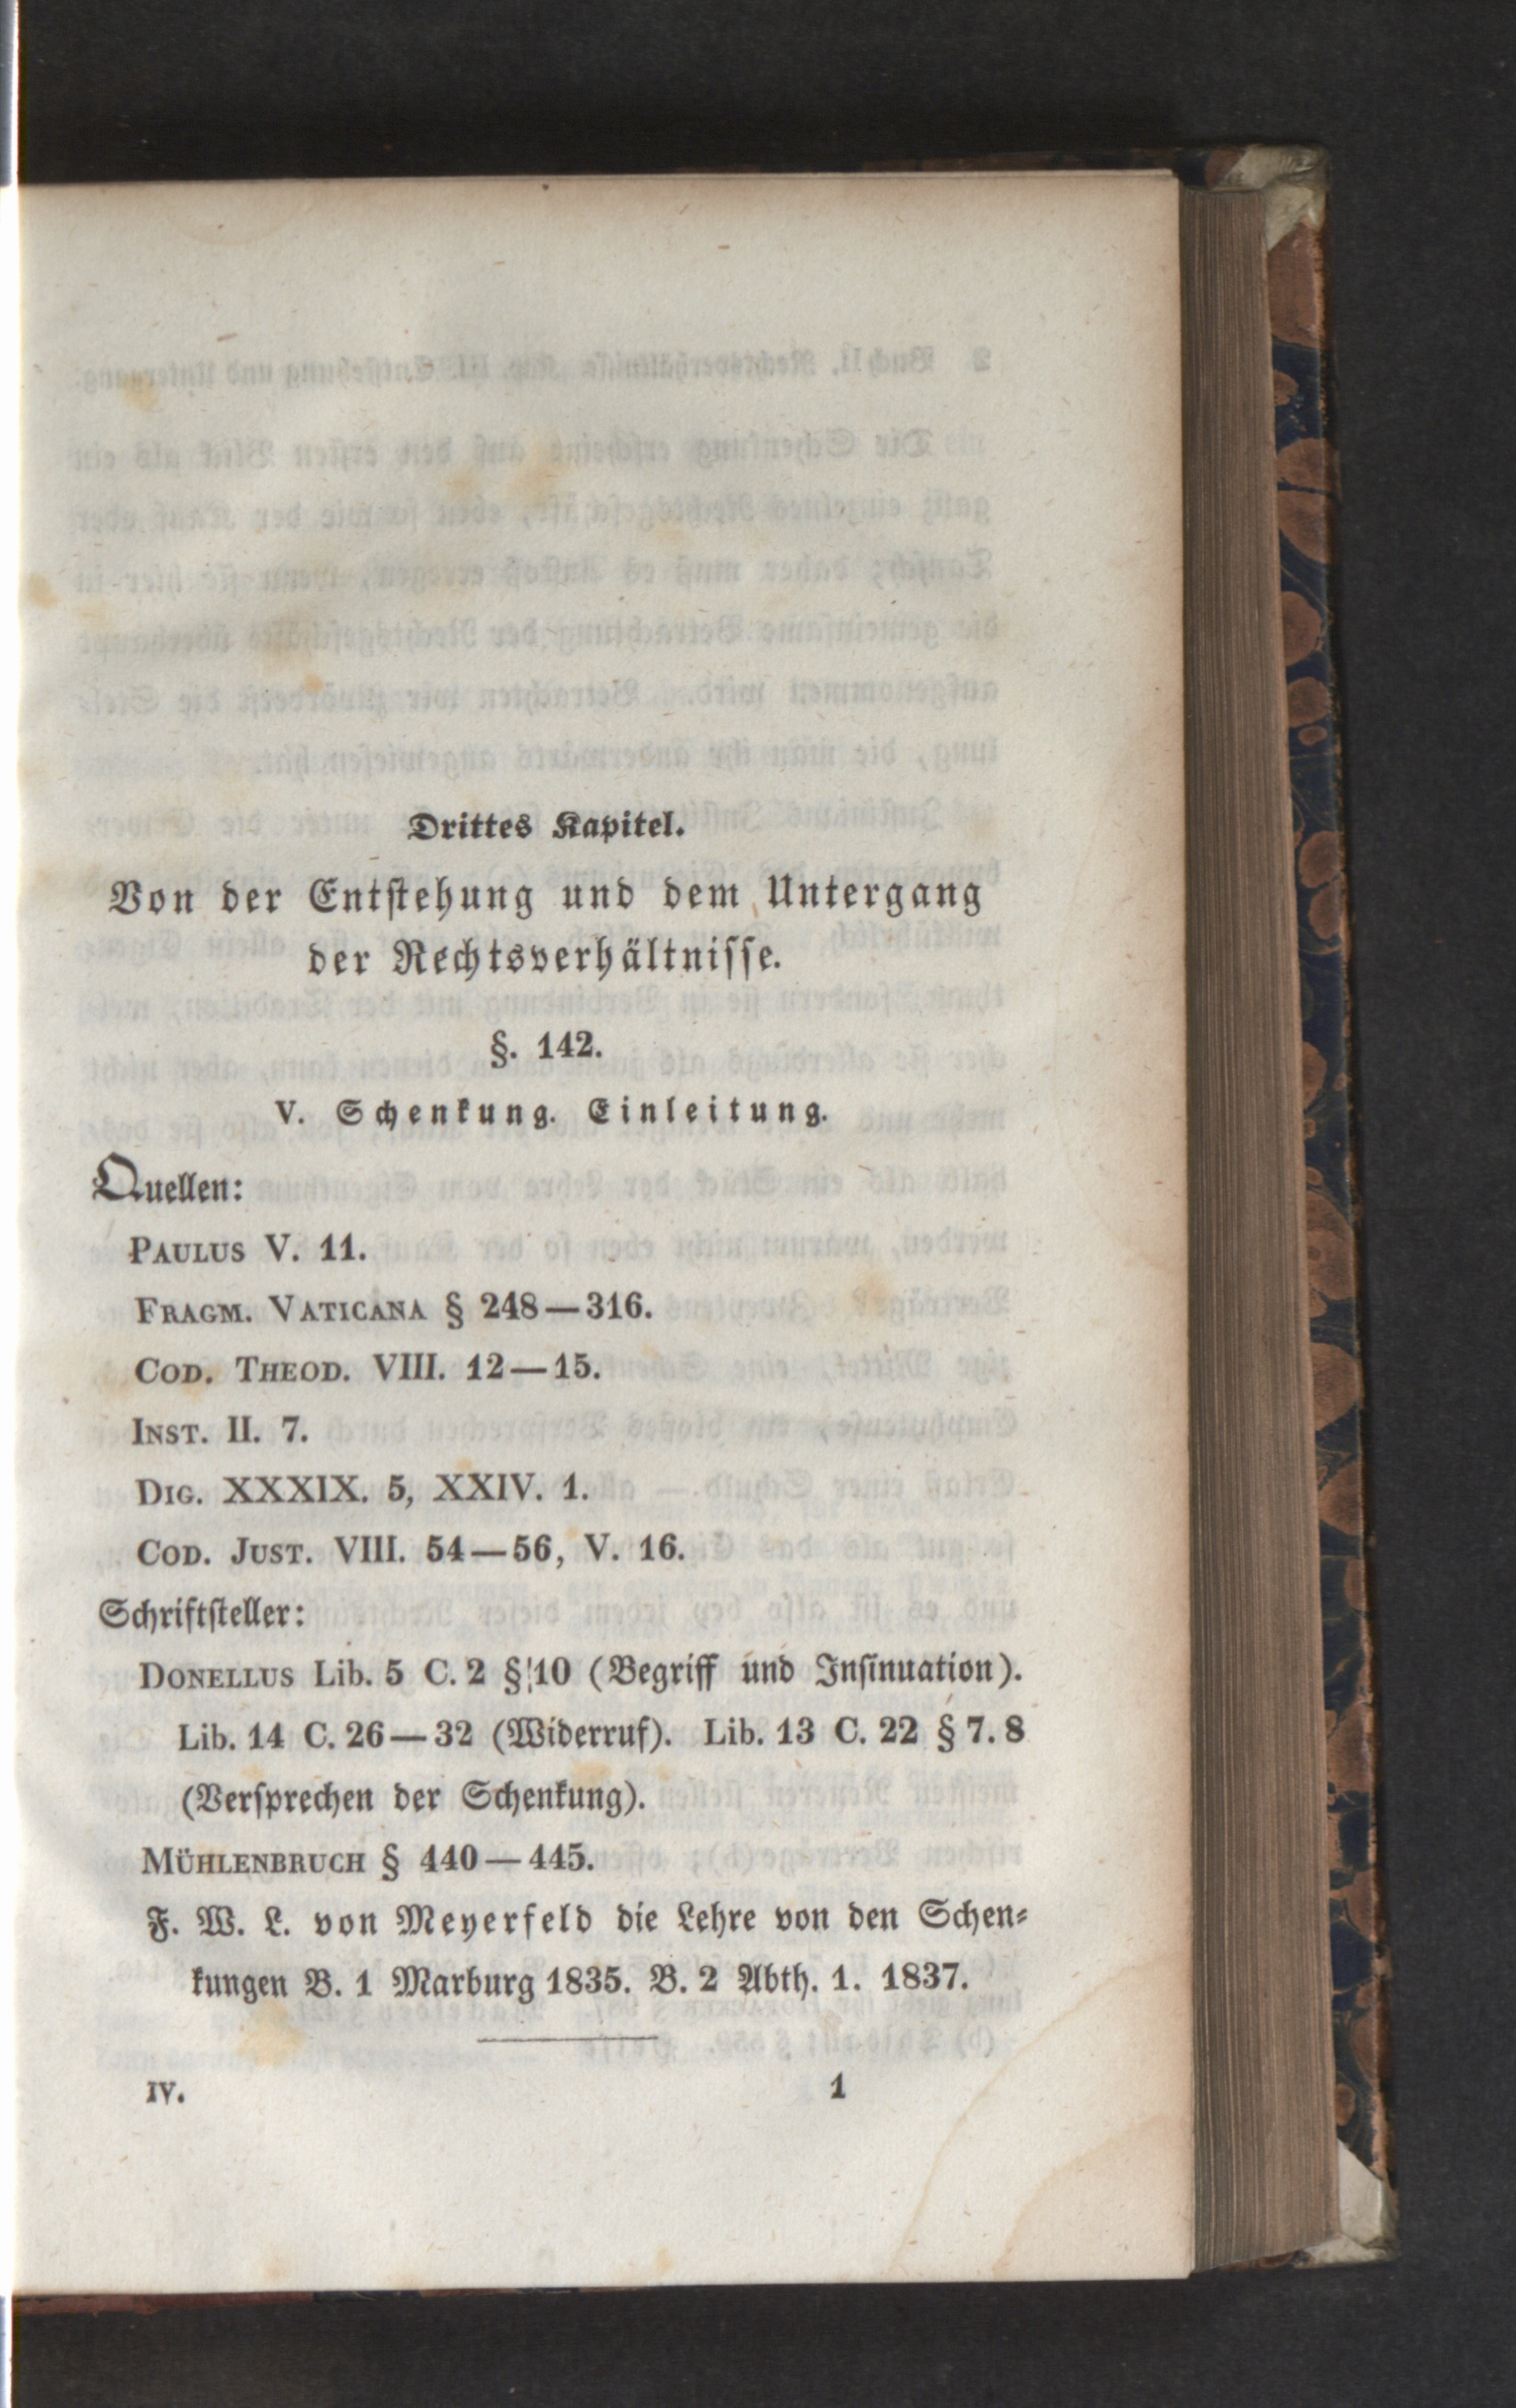 Drittes Kapitel.
Von der Entſtehung und dem Untergang
der Rechtsverhältniſſe.
§. 142.
V. Schenkung. Einleitung.
Quellen:
PAULUS V. 11.
FRAGM. VATICANA § 248—316.
COD. THEOD. VIII. 12—15.
INST. II. 7.
DIG. XXXIX. 5, XXIV. 1.
COD. JUST. VIII. 54—56, V. 16.
Schriftſteller:
DONELLUS Lib. 5 C. 2 § 10 (Begriff und Inſinuation).
Lib. 14 C. 26—32 (Widerruf). Lib. 13 C. 22 § 7. 8
(Verſprechen der Schenkung).
MÜHLENBRUCH § 440—445.
F. W. L. von Meyerfeld die Lehre von den Schen⸗
kungen B. 1 Marburg 1835. B. 2 Abth. 1. 1837.
IV. 1